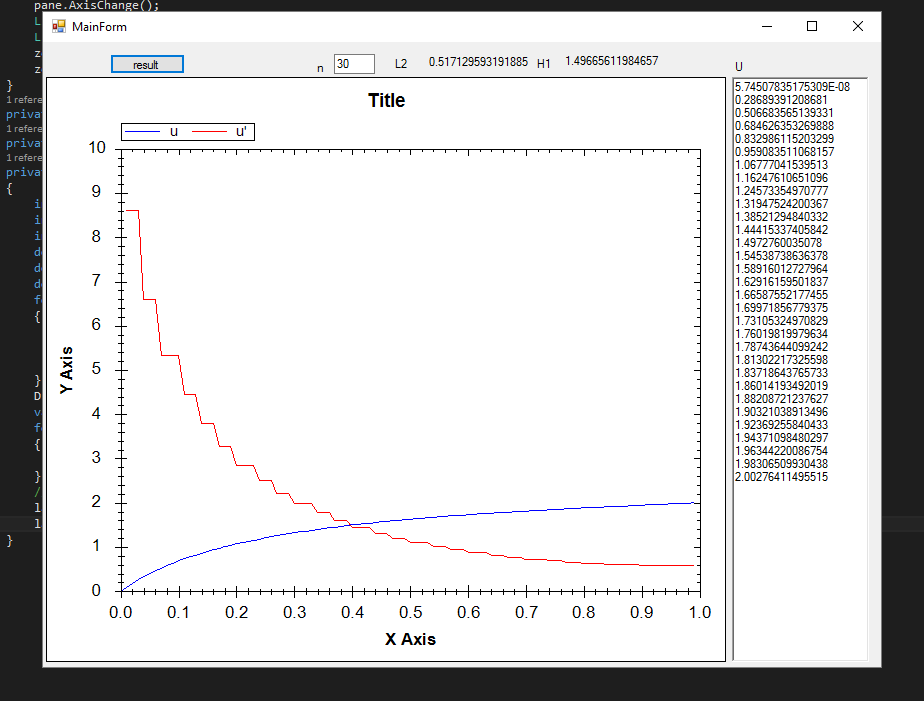 pane.AxisChange();
L
L
z
z
}
1 refere
priva
1 refere
priva
1 refere
priva
{
i
i
i
d
d
d
f
{
}
D
v
f
{
}
/
l
l
}
MainForm
result
n 30 L2 0.517129593191885 H1 1.49665611984657
U
Title
u u'
10
9
8
7
6
5
4
3
2
1
0
Y Axis
0.0 0.1 0.2 0.3 0.4 0.5 0.6 0.7 0.8 0.9 1.0
X Axis
5.74507835175309E-08
0.28689391208681
0.506683565139331
0.684626353269888
0.832986115203299
0.959083511068157
1.06777041539513
1.16247610651096
1.24573354970777
1.31947524200367
1.38521294840332
1.44415337405842
1.4972760035078
1.54538738636378
1.58916012727964
1.62916159501837
1.66587552177455
1.69971856779375
1.73105324970829
1.76019819979634
1.78743644099242
1.81302217325598
1.83718643765733
1.86014193492019
1.88208721237627
1.90321038913496
1.92369255840433
1.94371098480297
1.96344220086754
1.98306509930438
2.00276411495515